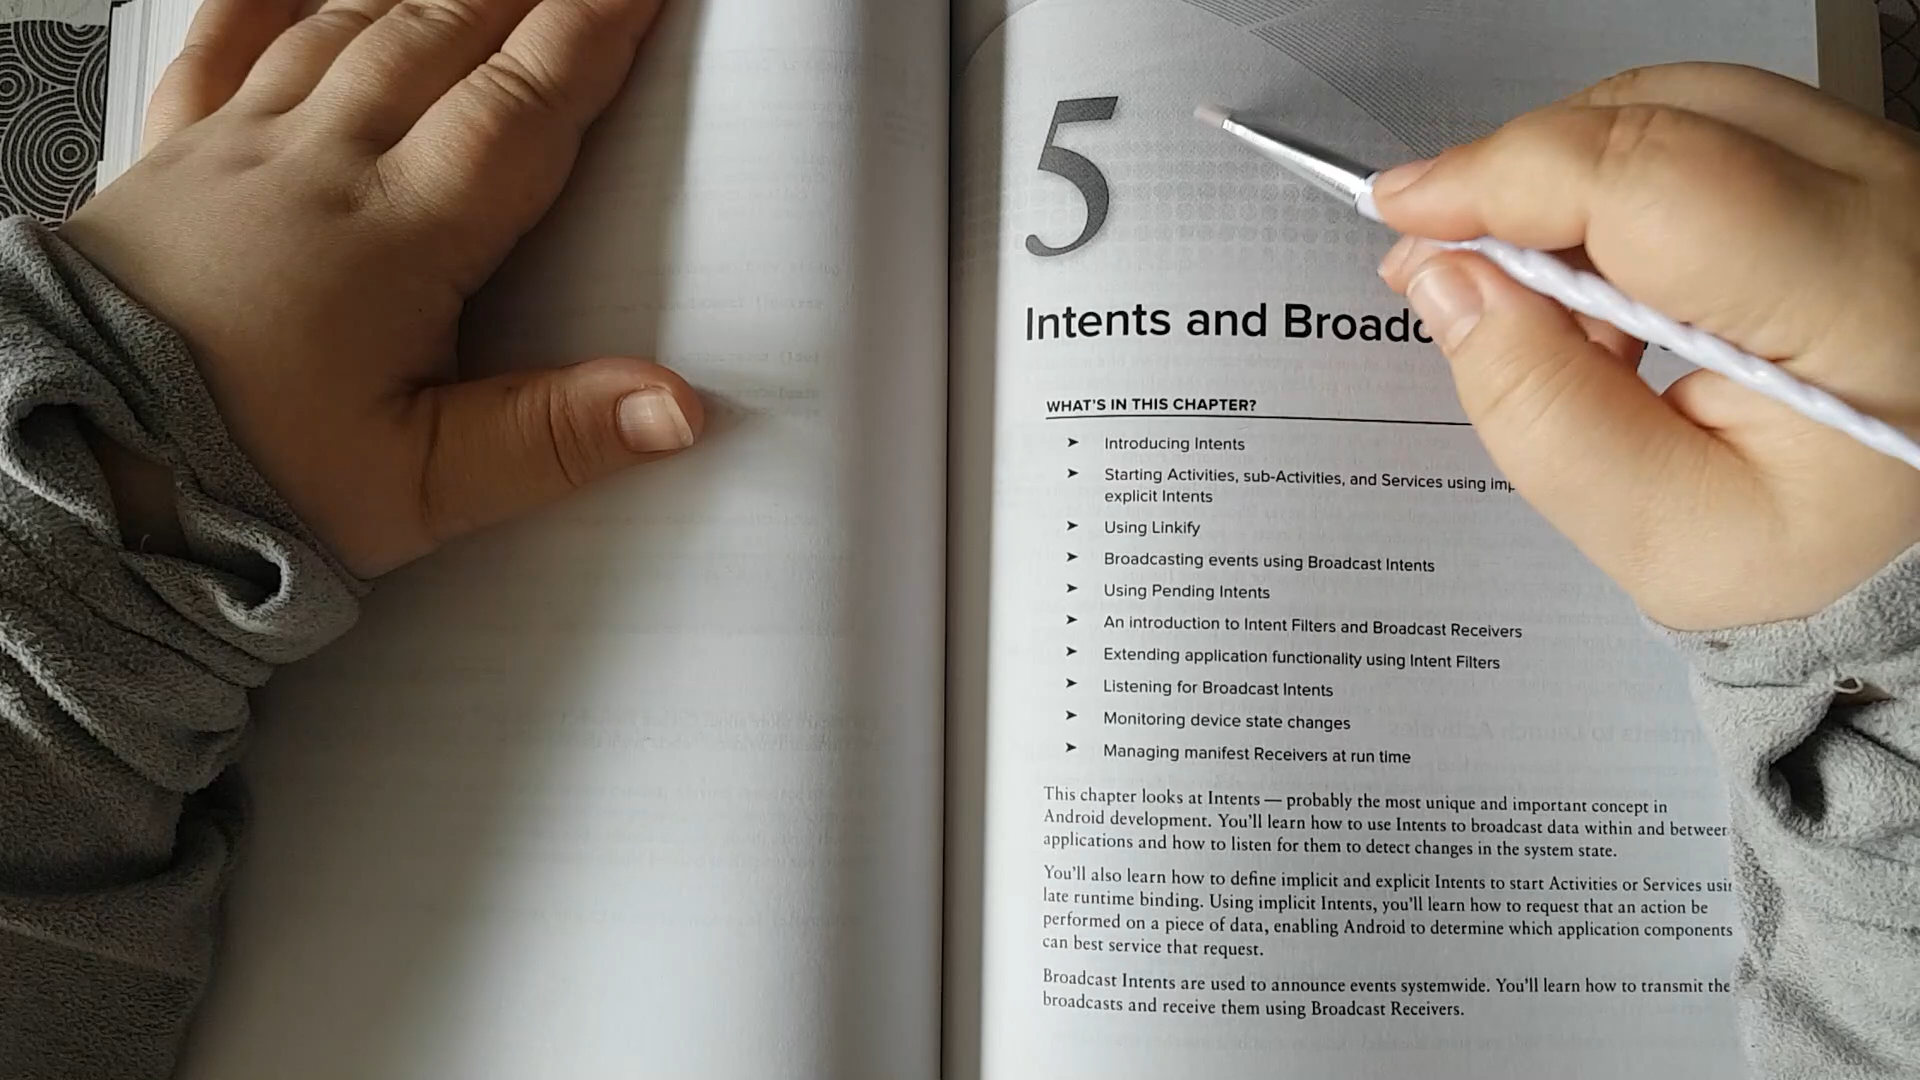 5
Intents and Broadc
WHAT'S IN THIS CHAPTER?
➤ Introducing Intents
➤ Starting Activities, sub-Activities, and Services using
explicit Intents
➤ Using Linkify
➤ Broadcasting events using Broadcast Intents
➤ Using Pending Intents
➤ An introduction to Intent Filters and Broadcast Receivers
➤ Extending application functionality using Intent Filters
➤ Listening for Broadcast Intents
➤ Monitoring device state changes
➤ Managing manifest Receivers at run time
This chapter looks at Intents — probably the most unique and important concept in
Android development. You'll learn how to use Intents to broadcast data within and between
applications and how to listen for them to detect changes in the system state.
You'll also learn how to define implicit and explicit Intents to start Activities or Services usin
late runtime binding. Using implicit Intents, you'll learn how to request that an action be
performed on a piece of data, enabling Android to determine which application components
can best service that request.
Broadcast Intents are used to announce events systemwide. You'll learn how to transmit the
broadcasts and receive them using Broadcast Receivers.